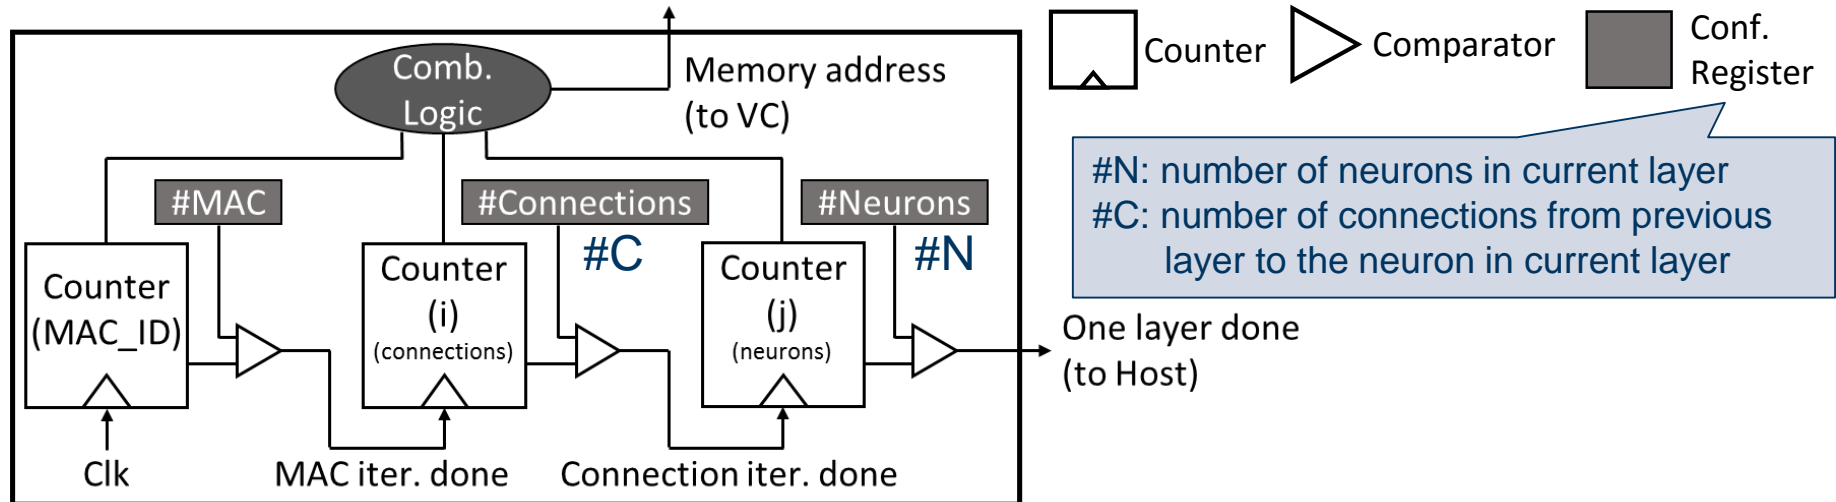 Comb.
Logic
Memory address
(to VC)
Counter
Comparator
Conf.
Register
#MAC
#Connections
#Neurons
#C
#N
#N: number of neurons in current layer
#C: number of connections from previous
layer to the neuron in current layer
Counter
(MAC_ID)
Counter
(i)
(connections)
Counter
(j)
(neurons)
One layer done
(to Host)
Clk
MAC iter. done
Connection iter. done